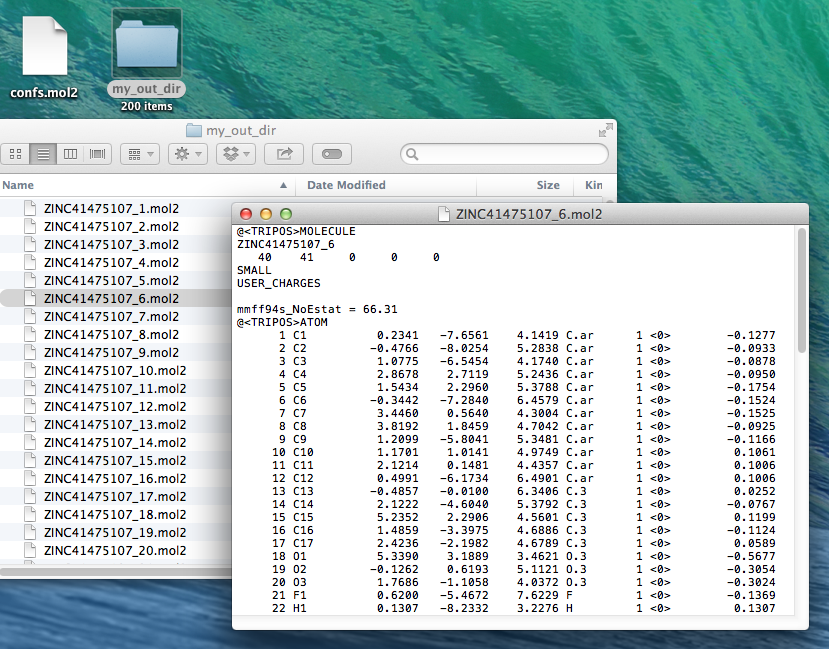 confs.mol2
my_out_dir
200 items
my_out_dir
Name Date Modified Size Kin
ZINC41475107_1.mol2
ZINC41475107_2.mol2
ZINC41475107_3.mol2
ZINC41475107_4.mol2
ZINC41475107_5.mol2
ZINC41475107_6.mol2
ZINC41475107_7.mol2
ZINC41475107_8.mol2
ZINC41475107_9.mol2
ZINC41475107_10.mol2
ZINC41475107_11.mol2
ZINC41475107_12.mol2
ZINC41475107_13.mol2
ZINC41475107_14.mol2
ZINC41475107_15.mol2
ZINC41475107_16.mol2
ZINC41475107_17.mol2
ZINC41475107_18.mol2
ZINC41475107_19.mol2
ZINC41475107_20.mol2
ZINC41475107_6.mol2
@<TRIPOS>MOLECULE
ZINC41475107_6
40 41 0 0 0
SMALL
USER_CHARGES
mmff94s_NoEstat = 66.31
@<TRIPOS>ATOM
1 C1 0.2341 -7.6561 4.1419 C.ar 1 <0> -0.1277
2 C2 -0.4766 -8.0254 5.2838 C.ar 1 <0> -0.0933
3 C3 1.0775 -6.5454 4.1740 C.ar 1 <0> -0.0878
4 C4 2.8678 2.7119 5.2436 C.ar 1 <0> -0.0950
5 C5 1.5434 2.2960 5.3788 C.ar 1 <0> -0.1754
6 C6 -0.3442 -7.2840 6.4579 C.ar 1 <0> -0.1524
7 C7 3.4460 0.5640 4.3004 C.ar 1 <0> -0.1525
8 C8 3.8192 1.8459 4.7042 C.ar 1 <0> -0.0925
9 C9 1.2099 -5.8041 5.3481 C.ar 1 <0> -0.1166
10 C10 1.1701 1.0141 4.9749 C.ar 1 <0> 0.1061
11 C11 2.1214 0.1481 4.4357 C.ar 1 <0> 0.1006
12 C12 0.4991 -6.1734 6.4901 C.ar 1 <0> 0.1006
13 C13 -0.4857 -0.0100 6.3406 C.3 1 <0> 0.0252
14 C14 2.1222 -4.6040 5.3792 C.3 1 <0> -0.0767
15 C15 5.2352 2.2906 4.5601 C.3 1 <0> 0.1199
16 C16 1.4859 -3.3975 4.6886 C.3 1 <0> -0.1124
17 C17 2.4236 -2.1982 4.6789 C.3 1 <0> 0.0589
18 O1 5.3390 3.1889 3.4621 O.3 1 <0> -0.5677
19 O2 -0.1262 0.6193 5.1121 O.3 1 <0> -0.3054
20 O3 1.7686 -1.1058 4.0372 O.3 1 <0> -0.3024
21 F1 0.6200 -5.4672 7.6229 F 1 <0> -0.1369
22 H1 0.1307 -8.2332 3.2276 H 1 <0> 0.1307